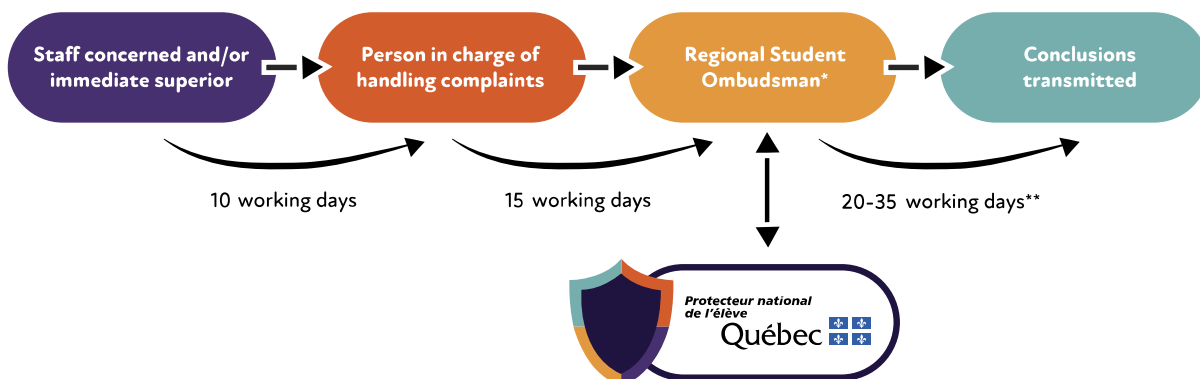 Staff concerned and/or
immediate superior
Person in charge of
handling complaints
Regional Student
Ombudsman*
Conclusions
transmitted
10 working days
15 working days
20-35 working days**
Protecteur national
de l'élève
Québec